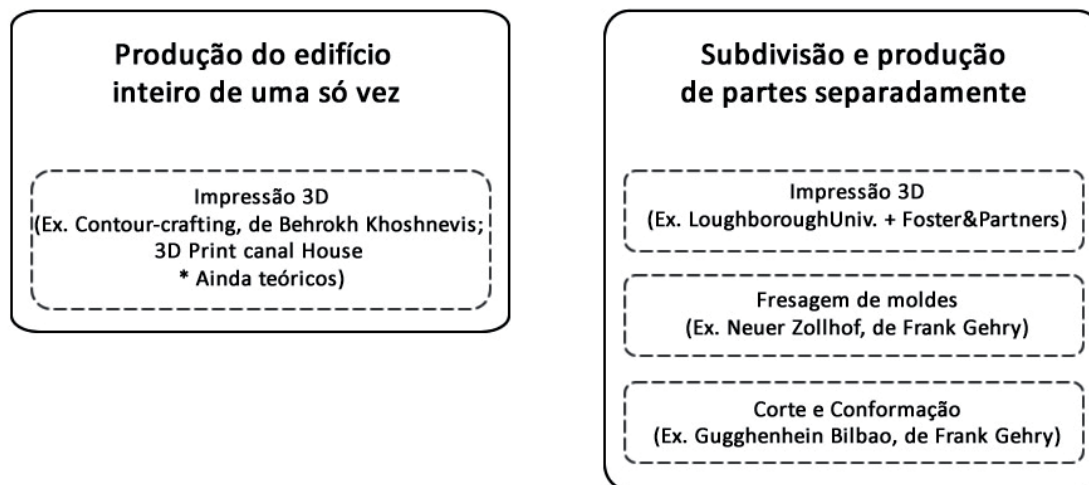 Produção do edifício
inteiro de uma só vez
Impressão 3D
(Ex. Contour-crafting, de Behrokh Khoshnevis;
3D Print canal House
* Ainda teóricos)
Subdivisão e produção
de partes separadamente
Impressão 3D
(Ex. LoughboroughUniv. + Foster&Partners)
Fresagem de moldes
(Ex. Neuer Zollhof, de Frank Gehry)
Corte e Conformação
(Ex. Gugghenhein Bilbao, de Frank Gehry)